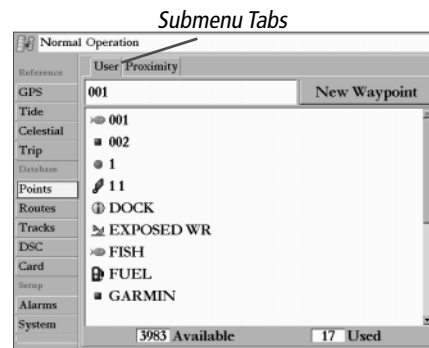 Submenu Tabs
Normal Operation
Reference
GPS
Tide
Celestial
Trip
Database
Points
Routes
Tracks
DSC
Card
Setup
Alarms
System
User Proximity
001 New Waypoint
001
002
1
11
DOCK
EXPOSED WR
FISH
FUEL
GARMIN
3983 Available 17 Used